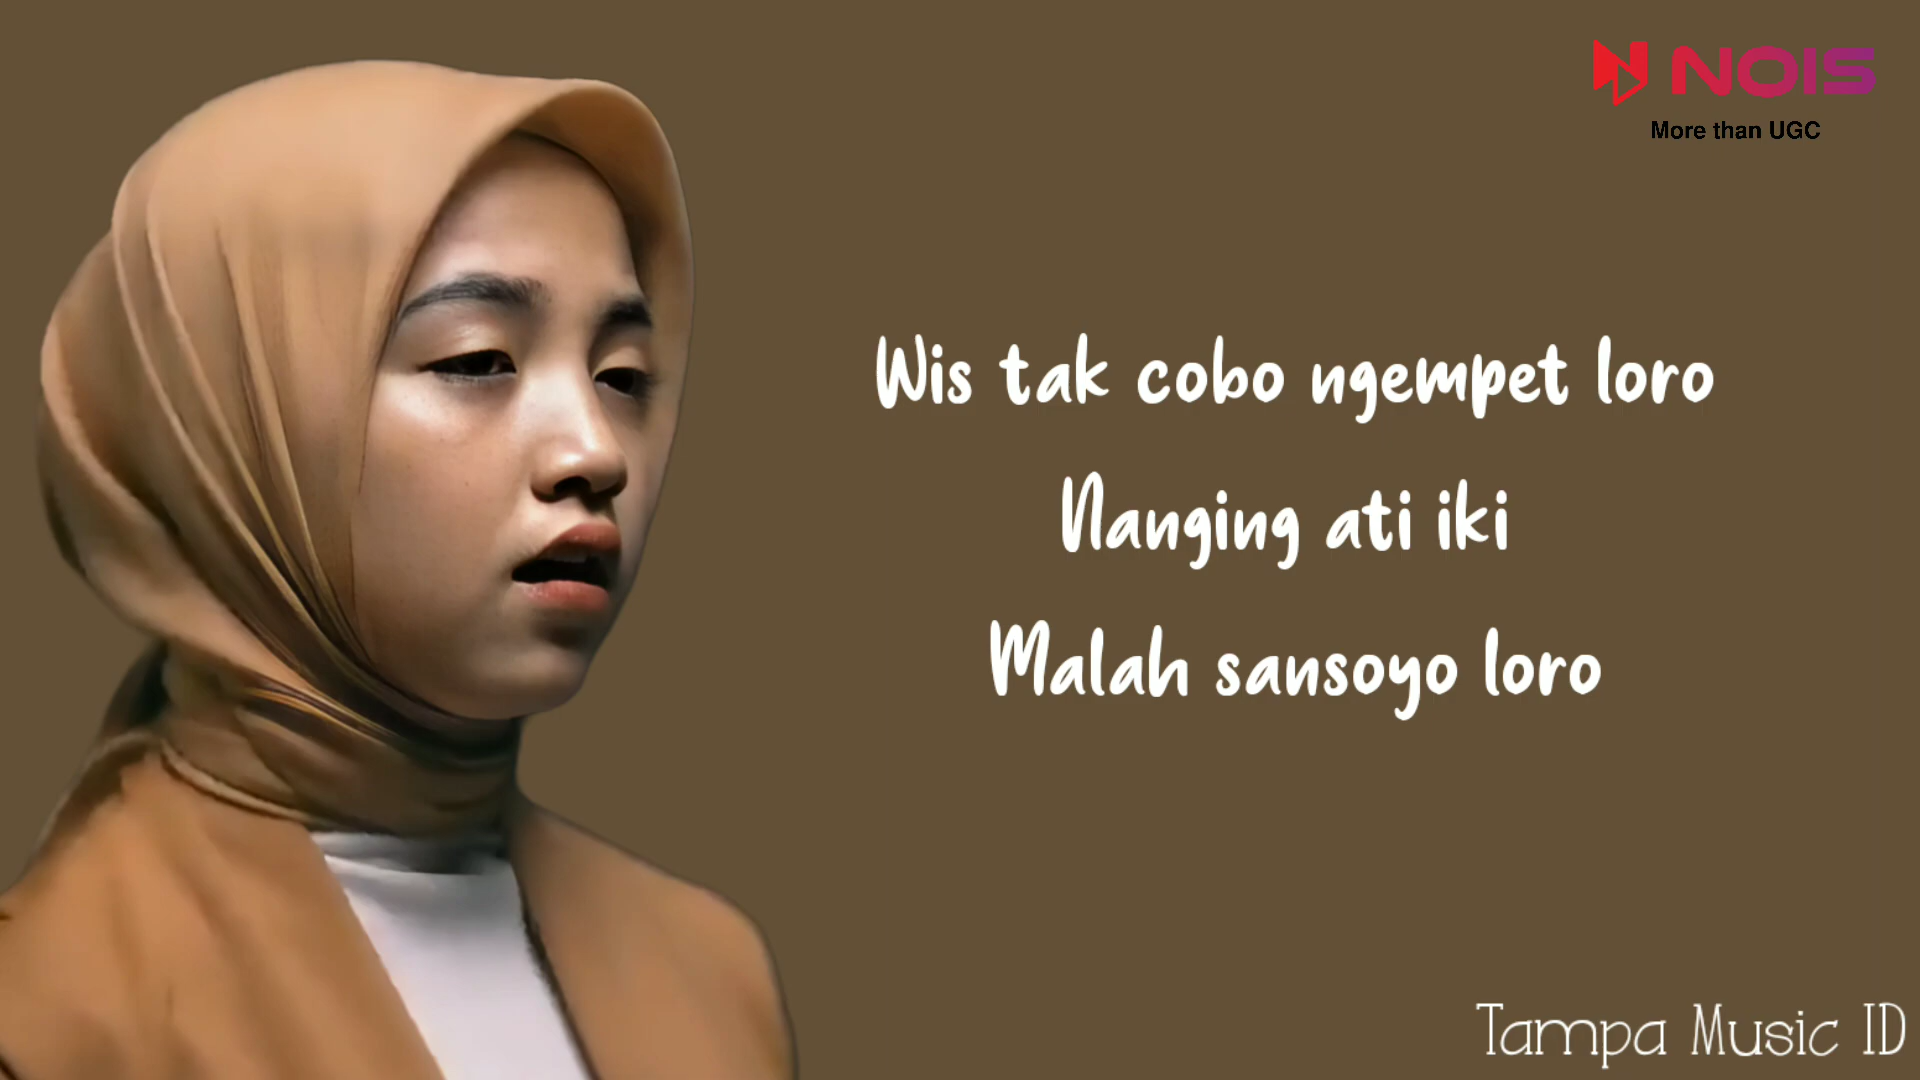 NOIS
More than UGC
Wis tak cobo ngempet loro
Nanging ati iki
Malah sansoyo loro
Tampa Music ID